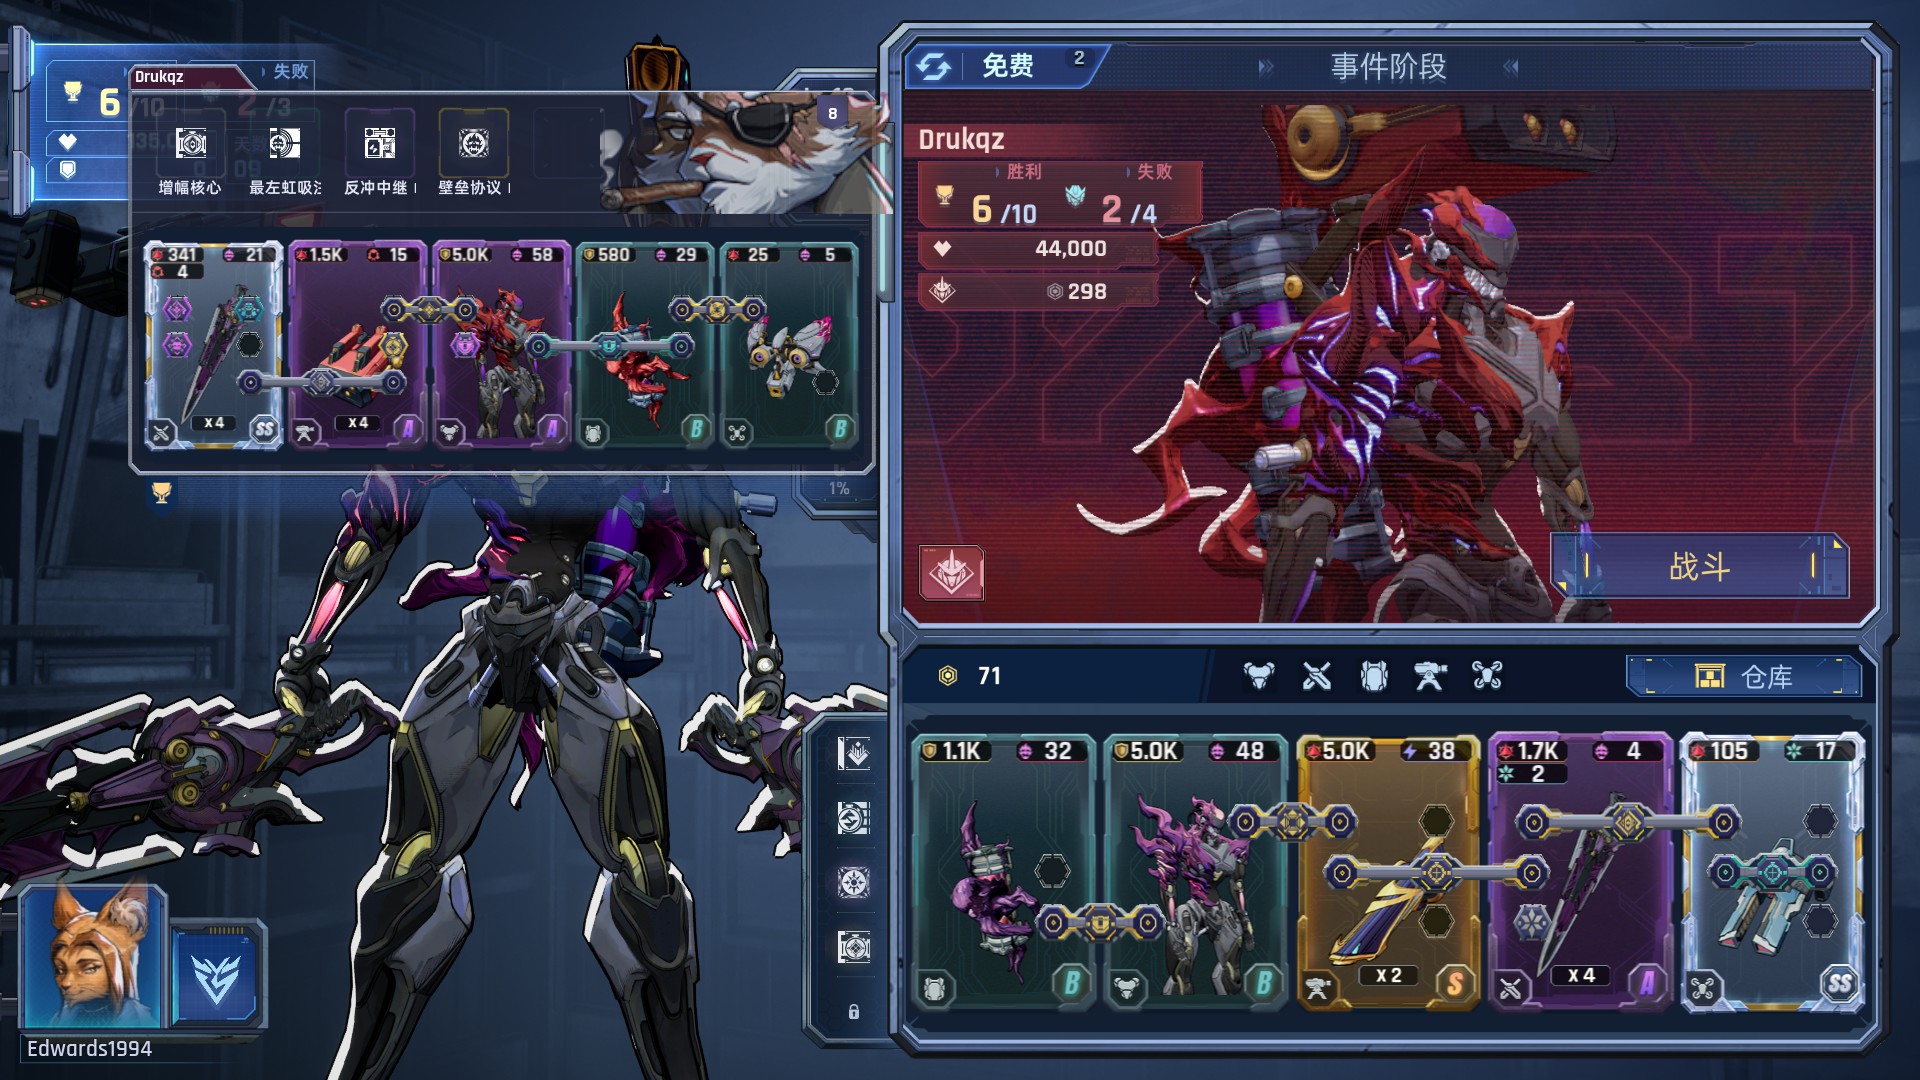 失败
6/10
2/3
Drukqz
8
增幅核心
最左虹吸
反冲中继 I
壁垒协议 I
341
21
4
1.5K
15
5.0K
58
580
29
25
5
x4
SS
x4
A
A
B
B
1%
Edwards1994
免费
2
事件阶段
Drukqz
胜利
失败
6/10
2/4
44,000
298
战斗
71
仓库
1.1K
32
5.0K
48
5.0K
38
1.7K
4
2
105
17
B
B
x2
S
x4
A
SS